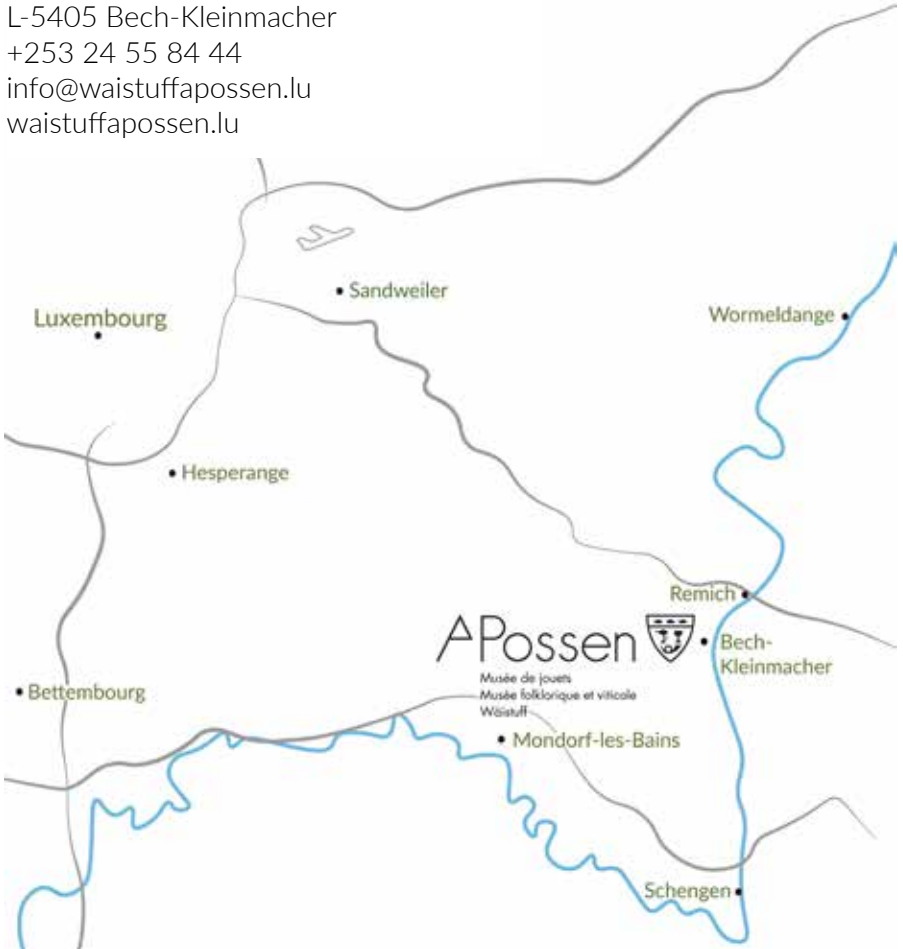 L-5405 Bech-Kleinmacher
+253 24 55 84 44
info@waistuffapossen.lu
waistuffapossen.lu
Sandweiler
Luxembourg
Wormeldange
Hesperange
Remich
APossen
Bech-
Kleinmacher
Musée de jouets
Musée folklorique et viticole
Wäistuff
Bettembourg
Mondorf-les-Bains
Schengen